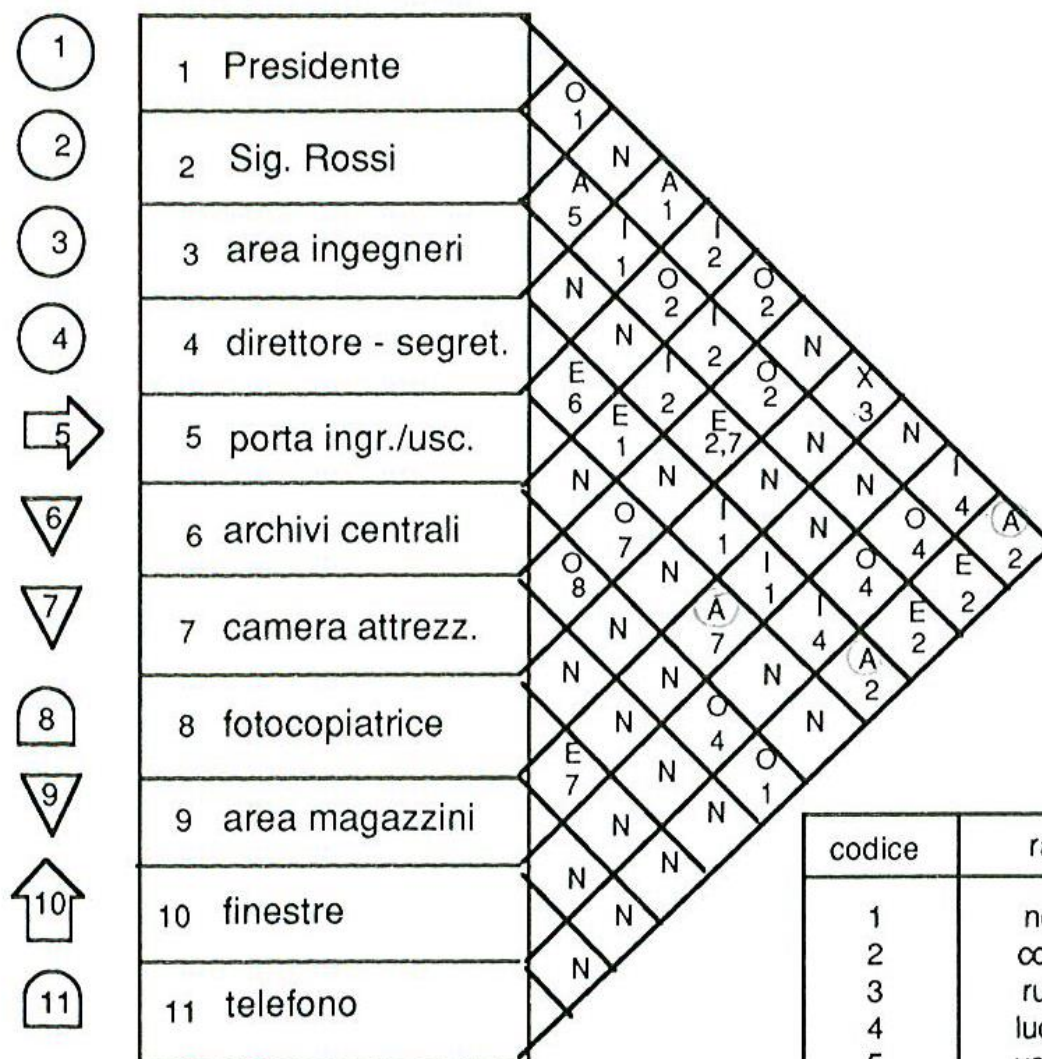 1 1 Presidente
O 1 N A 1 I 2 O 2 N X 3 N I 4 A 2
2 2 Sig. Rossi
A 5 I 1 O 2 I 2 O 2 N N O 4 E 2
3 3 area ingegneri
N N I 2 E 2,7 N N O 4 E 2
4 4 direttore - segret.
E 6 E 1 N I 1 I 1 I 4 A 2
5 5 porta ingr./usc.
N O 7 N A 7 N N
6 6 archivi centrali
O 8 N N O 4 O 1
7 7 camera attrezz.
N N N N
8 8 fotocopiatrice
E 7 N N
9 9 area magazzini
N N
10 10 finestre
N
11 11 telefono
codice
1
2
3
4